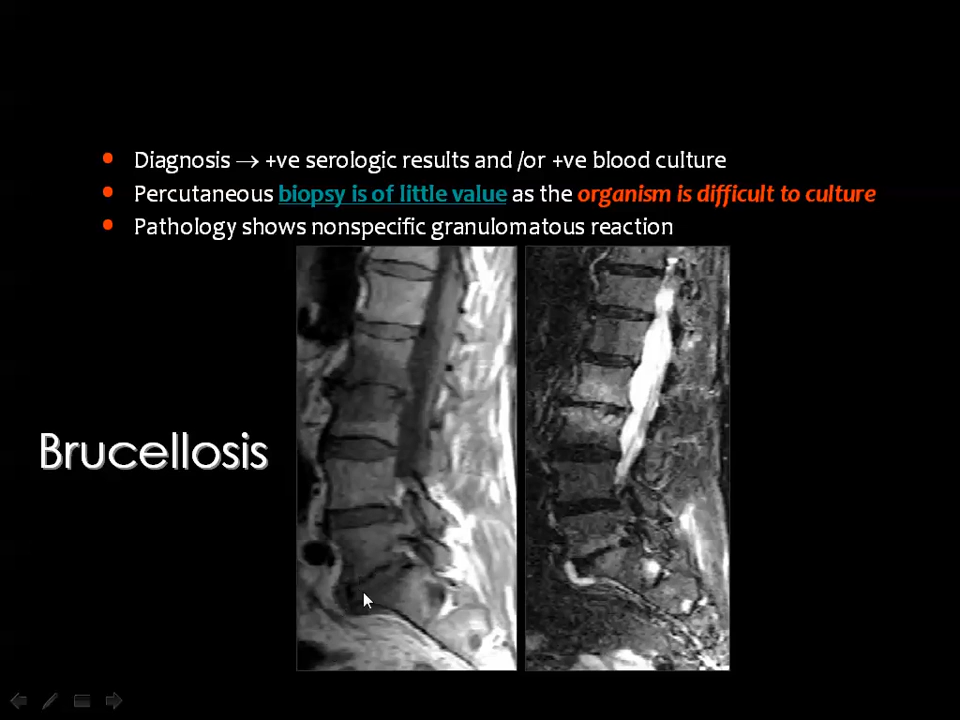 Diagnosis → +ve serologic results and /or +ve blood culture
Percutaneous biopsy is of little value as the organism is difficult to culture
Pathology shows nonspecific granulomatous reaction
Brucellosis